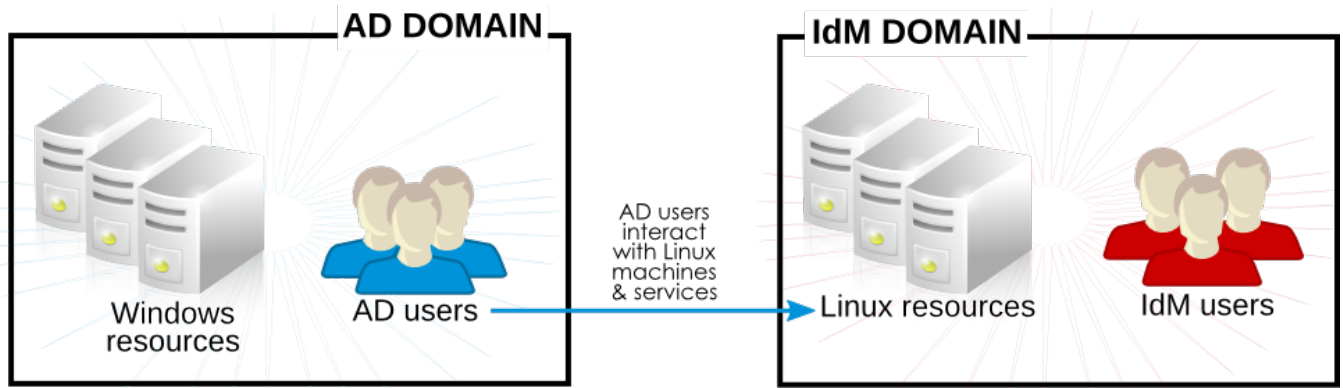 AD DOMAIN
IdM DOMAIN
Windows
resources
AD users
AD users
interact
with Linux
machines
& services
Linux resources
IdM users